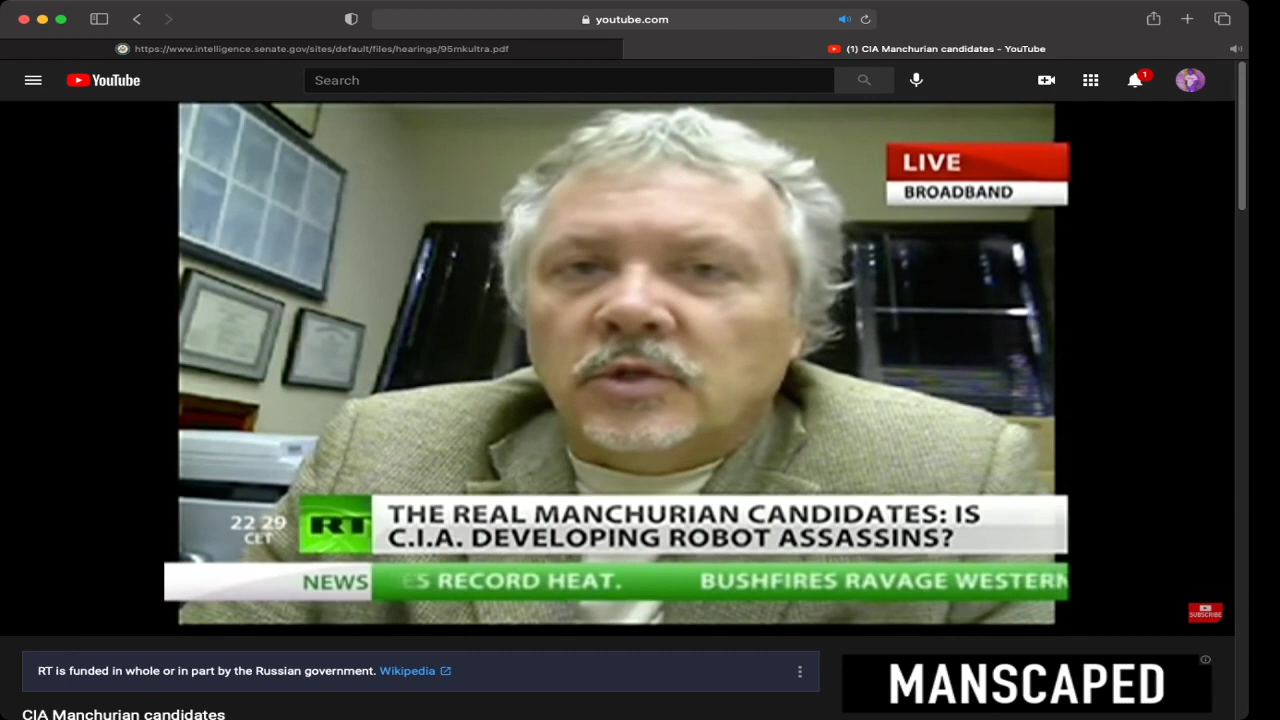 youtube.com
https://www.intelligence.senate.gov/sites/default/files/hearings/95mkultra.pdf
(1) CIA Manchurian candidates - YouTube
YouTube
Search
1
LIVE
BROADBAND
THE REAL MANCHURIAN CANDIDATES: IS
C.I.A. DEVELOPING ROBOT ASSASSINS?
22 29
CET
RT
NEWS
ES RECORD HEAT. BUSHFIRES RAVAGE WESTERN
SUBSCRIBE
RT is funded in whole or in part by the Russian government. Wikipedia
MANSCAPED
CIA Manchurian candidates